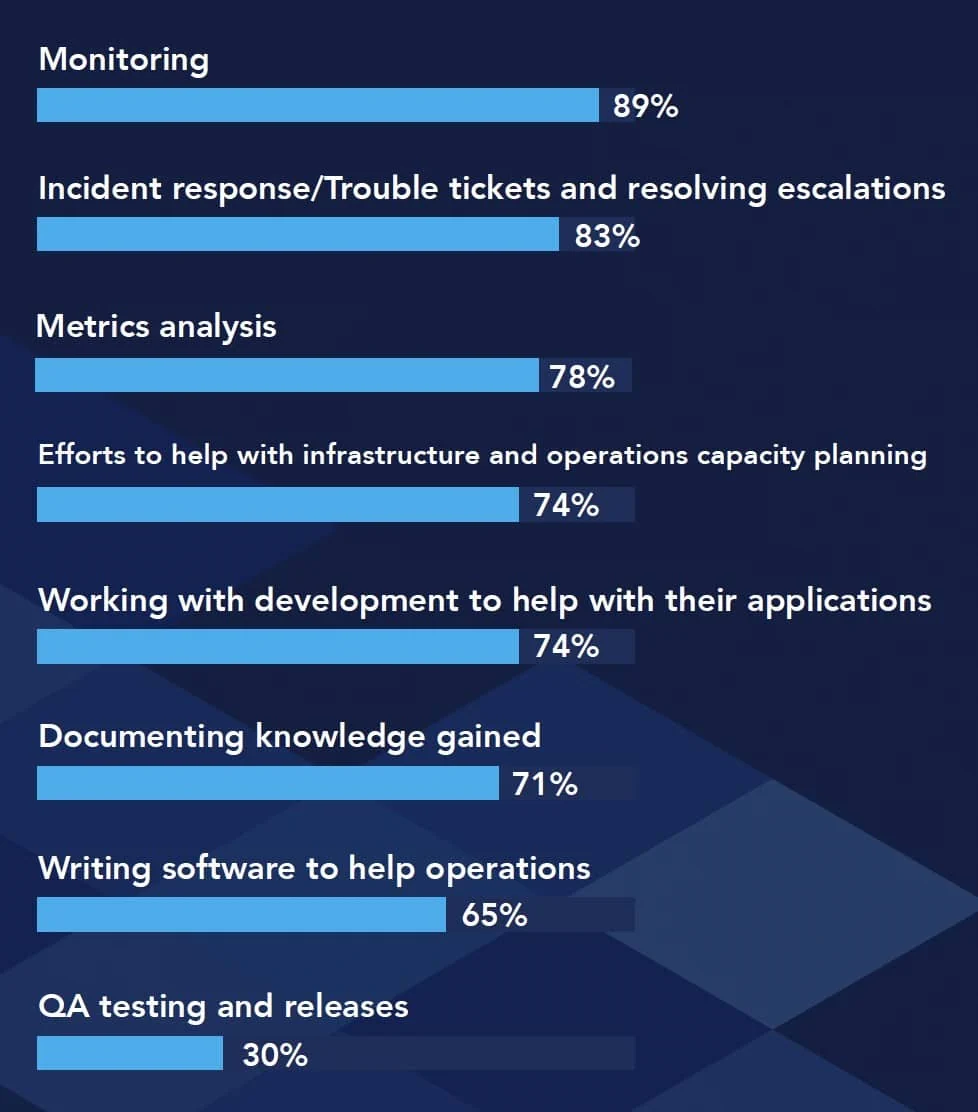 Monitoring
89%
Incident response/Trouble tickets and resolving escalations
83%
Metrics analysis
78%
Efforts to help with infrastructure and operations capacity planning
74%
Working with development to help with their applications
74%
Documenting knowledge gained
71%
Writing software to help operations
65%
QA testing and releases
30%